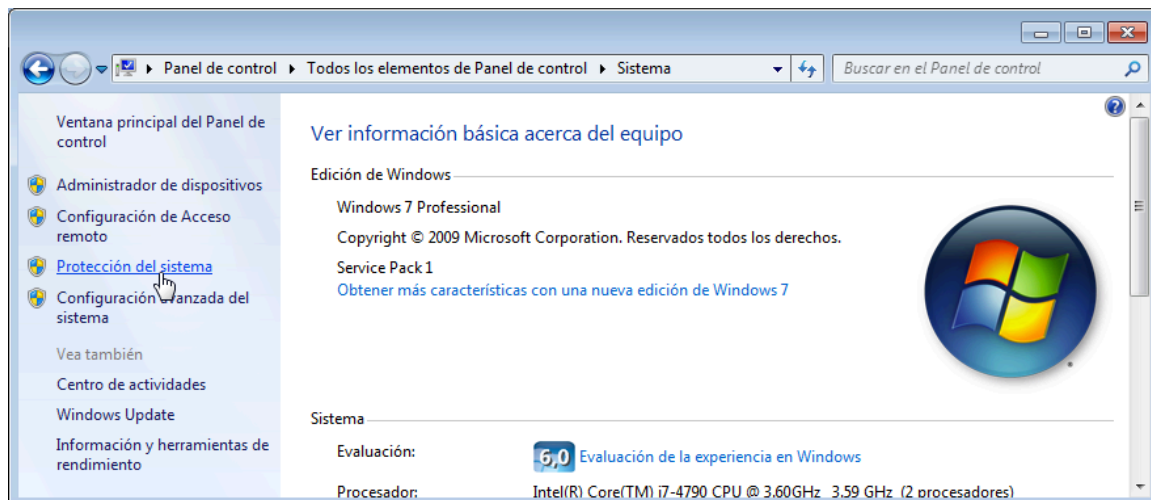 Panel de control ▸ Todos los elementos de Panel de control ▸ Sistema
Buscar en el Panel de control
Ventana principal del Panel de
control
Administrador de dispositivos
Configuración de Acceso
remoto
Protección del sistema
Configuración avanzada del
sistema
Vea también
Centro de actividades
Windows Update
Información y herramientas de
rendimiento
Ver información básica acerca del equipo
Edición de Windows
Windows 7 Professional
Copyright © 2009 Microsoft Corporation. Reservados todos los derechos.
Service Pack 1
Obtener más características con una nueva edición de Windows 7
Sistema
Evaluación:
6,0 Evaluación de la experiencia en Windows
Procesador:
Intel(R) Core(TM) i7-4790 CPU @ 3.60GHz 3.59 GHz (2 procesadores)